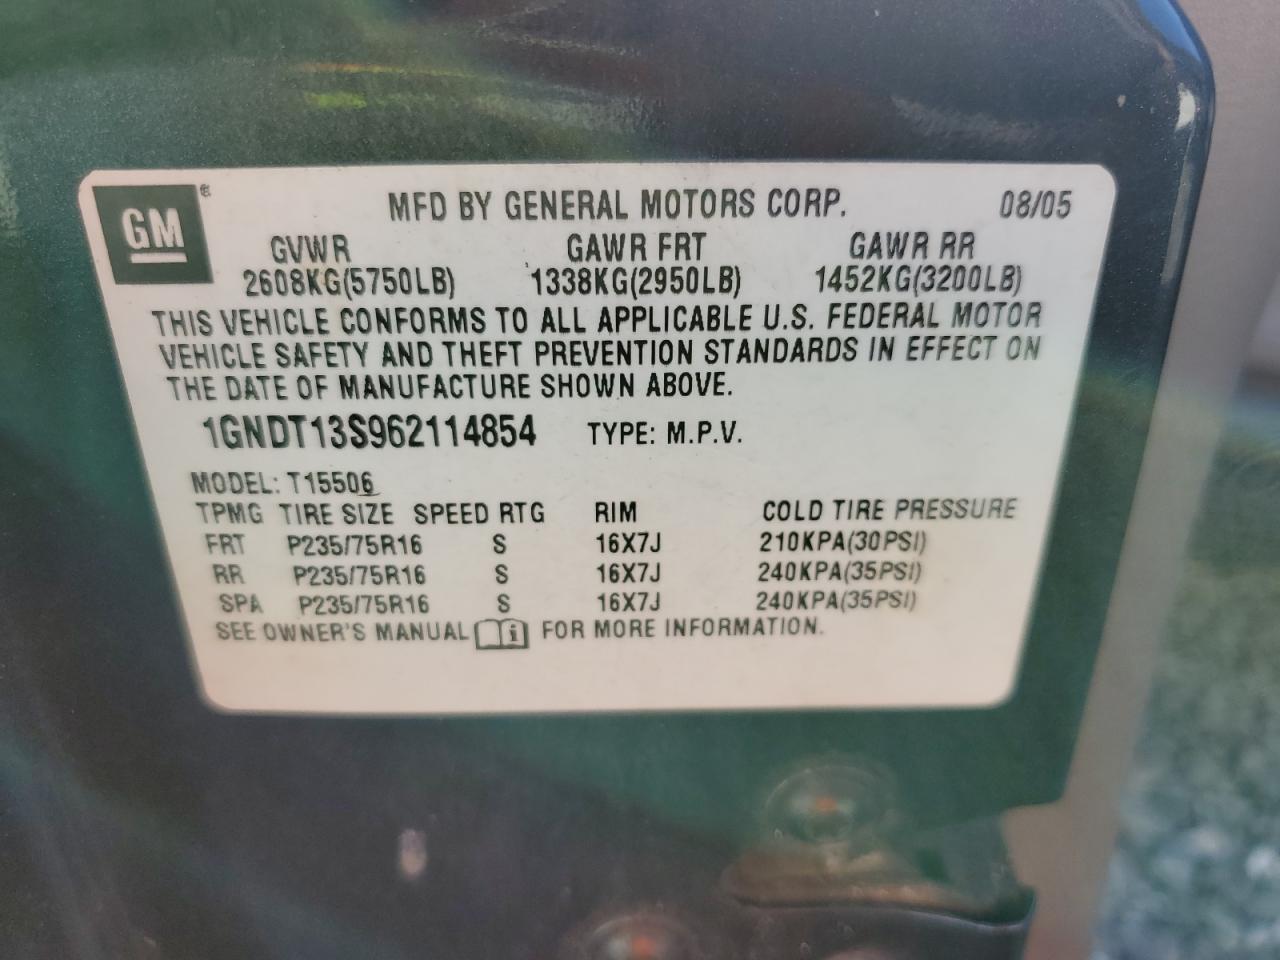 GM ® MFD BY GENERAL MOTORS CORP. 08/05
GVWR GAWR FRT GAWR RR
2608KG(5750LB) 1338KG(2950LB) 1452KG(3200LB)
THIS VEHICLE CONFORMS TO ALL APPLICABLE U.S. FEDERAL MOTOR
VEHICLE SAFETY AND THEFT PREVENTION STANDARDS IN EFFECT ON
THE DATE OF MANUFACTURE SHOWN ABOVE.
1GNDT13S962114854 TYPE: M.P.V.
MODEL: T15506
TPMG TIRE SIZE SPEED RTG RIM COLD TIRE PRESSURE
FRT P235/75R16 S 16X7J 210KPA(30PSI)
RR P235/75R16 S 16X7J 240KPA(35PSI)
SPA P235/75R16 S 16X7J 240KPA(35PSI)
SEE OWNER'S MANUAL i FOR MORE INFORMATION.